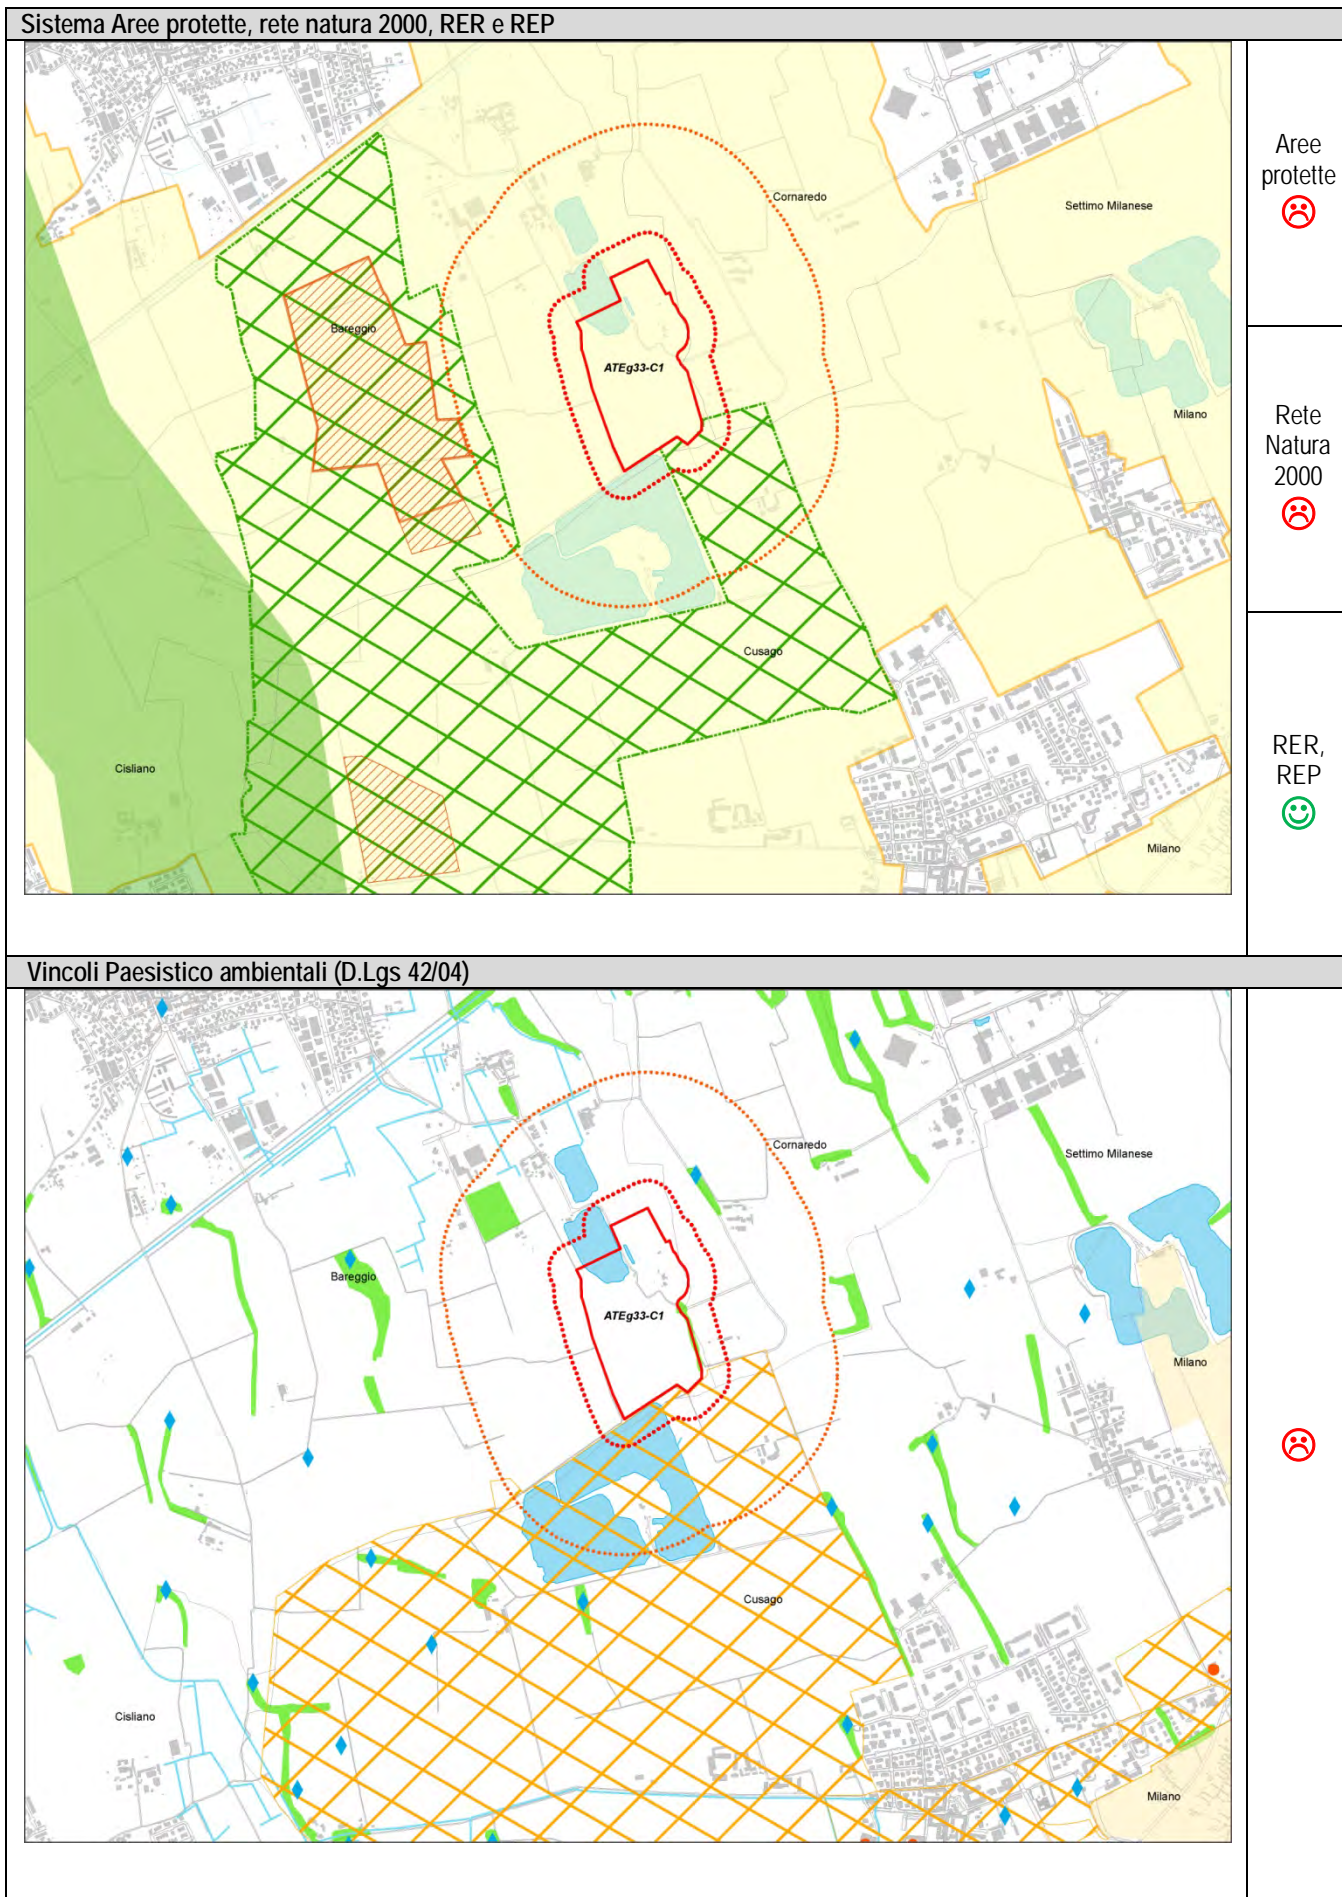 Sistema Aree protette, rete natura 2000, RER e REP
Cornaredo
Settimo Milanese
Bareggio
ATEg33-C1
Milano
Cusago
Cisliano
Milano
Aree
protette
Rete
Natura
2000
RER,
REP
Vincoli Paesistico ambientali (D.Lgs 42/04)
Cornaredo
Settimo Milanese
Bareggio
ATEg33-C1
Milano
Cusago
Cisliano
Milano